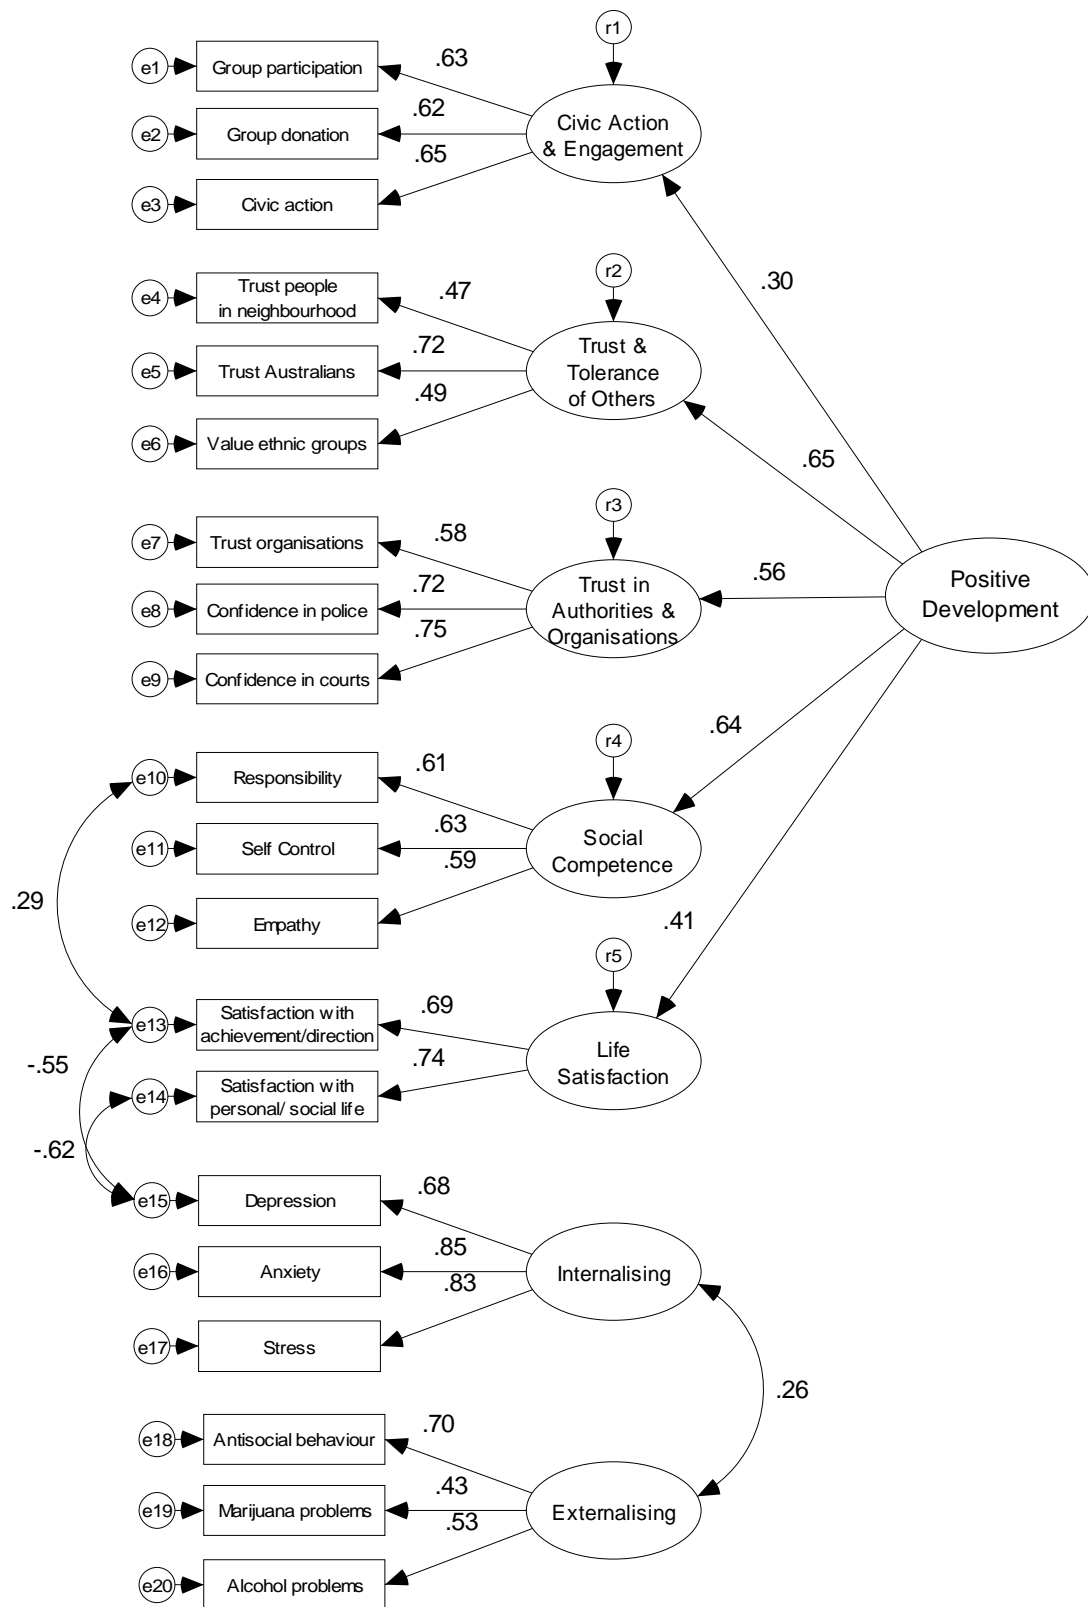 r1
e1
Group participation
.63
e2
Group donation
.62
Civic Action
& Engagement
.65
e3
Civic action
.30
r2
e4
Trust people
in neighbourhood
.47
e5
Trust Australians
.72
Trust &
Tolerance
of Others
.49
e6
Value ethnic groups
.65
r3
e7
Trust organisations
.58
e8
Confidence in police
.72
Trust in
Authorities &
Organisations
.56
Positive
Development
.75
e9
Confidence in courts
r4
.64
e10
Responsibility
.61
e11
Self Control
.63
Social
Competence
.59
e12
Empathy
.29
.41
r5
e13
Satisfaction with
achievement/direction
.69
Life
Satisfaction
-.55
.74
e14
Satisfaction with
personal/ social life
-.62
e15
Depression
.68
e16
Anxiety
.85
Internalising
.83
e17
Stress
.26
e18
Antisocial behaviour
.70
e19
Marijuana problems
.43
Externalising
.53
e20
Alcohol problems